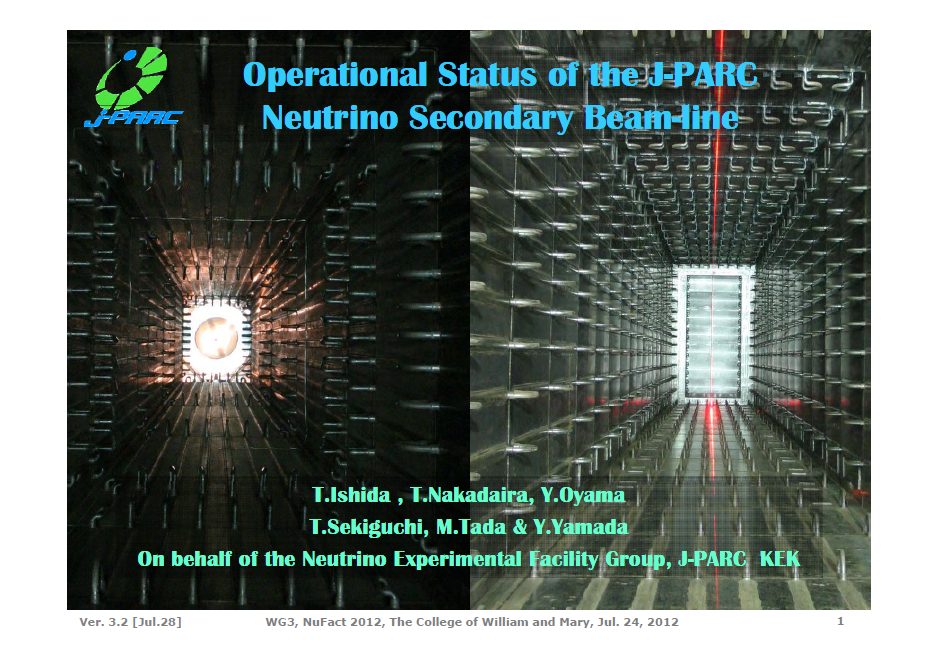 J-PARC
Operational Status of the J-PARC
Neutrino Secondary Beam-line
T.Ishida , T.Nakadaira, Y.Oyama
T.Sekiguchi, M.Tada & Y.Yamada
On behalf of the Neutrino Experimental Facility Group, J-PARC KEK
Ver. 3.2 [Jul.28] WG3, NuFact 2012, The College of William and Mary, Jul. 24, 2012 1